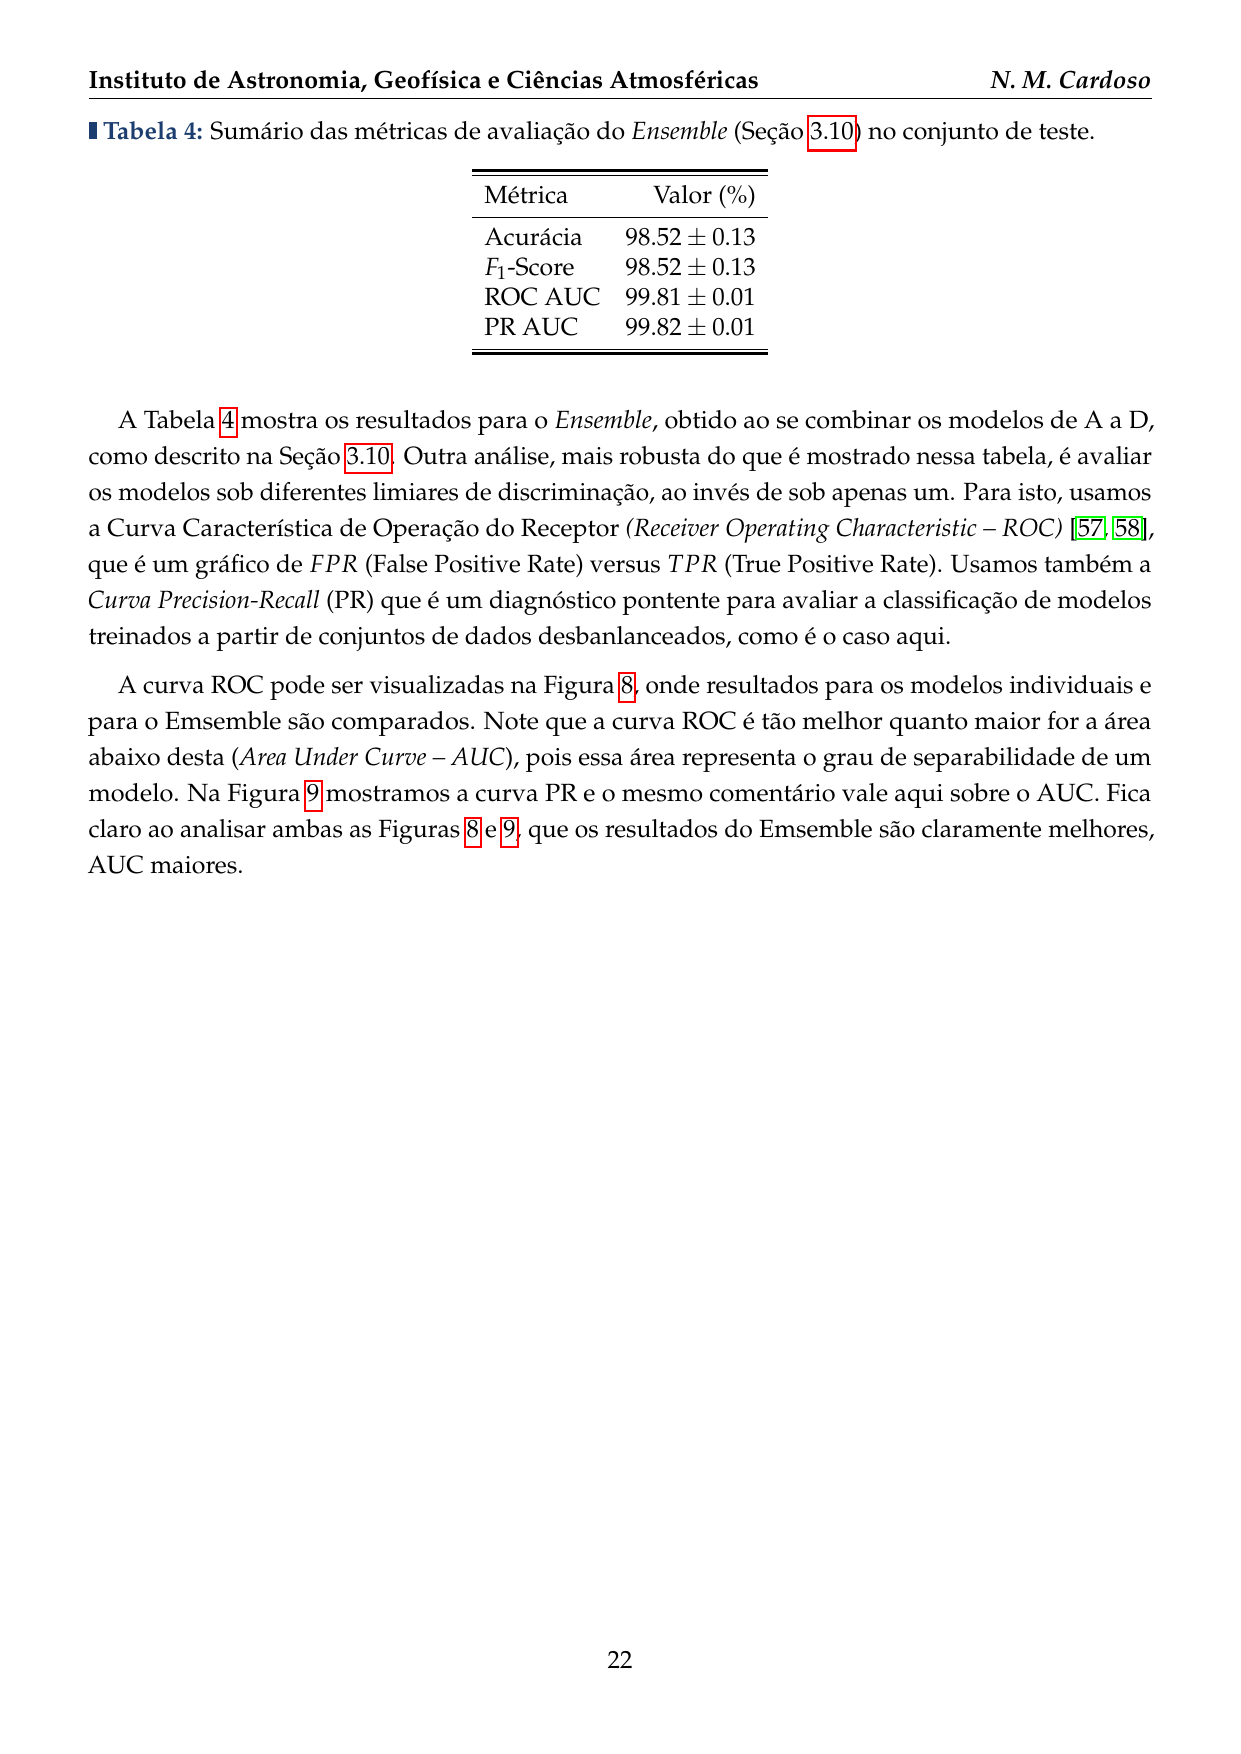 Instituto de Astronomia, Geofísica e Ciências Atmosféricas N. M. Cardoso
Tabela 4: Sumário das métricas de avaliação do Ensemble (Seção 3.10) no conjunto de teste.
Métrica Valor (%)
Acurácia 98.52 ± 0.13
F1-Score 98.52 ± 0.13
ROC AUC 99.81 ± 0.01
PR AUC 99.82 ± 0.01
A Tabela 4 mostra os resultados para o Ensemble, obtido ao se combinar os modelos de A a D,
como descrito na Seção 3.10. Outra análise, mais robusta do que é mostrado nessa tabela, é avaliar
os modelos sob diferentes limiares de discriminação, ao invés de sob apenas um. Para isto, usamos
a Curva Característica de Operação do Receptor (Receiver Operating Characteristic – ROC) [57, 58],
que é um gráfico de FPR (False Positive Rate) versus TPR (True Positive Rate). Usamos também a
Curva Precision-Recall (PR) que é um diagnóstico pontente para avaliar a classificação de modelos
treinados a partir de conjuntos de dados desbanlanceados, como é o caso aqui.
A curva ROC pode ser visualizadas na Figura 8, onde resultados para os modelos individuais e
para o Emsemble são comparados. Note que a curva ROC é tão melhor quanto maior for a área
abaixo desta (Area Under Curve – AUC), pois essa área representa o grau de separabilidade de um
modelo. Na Figura 9 mostramos a curva PR e o mesmo comentário vale aqui sobre o AUC. Fica
claro ao analisar ambas as Figuras 8 e 9, que os resultados do Emsemble são claramente melhores,
AUC maiores.
22